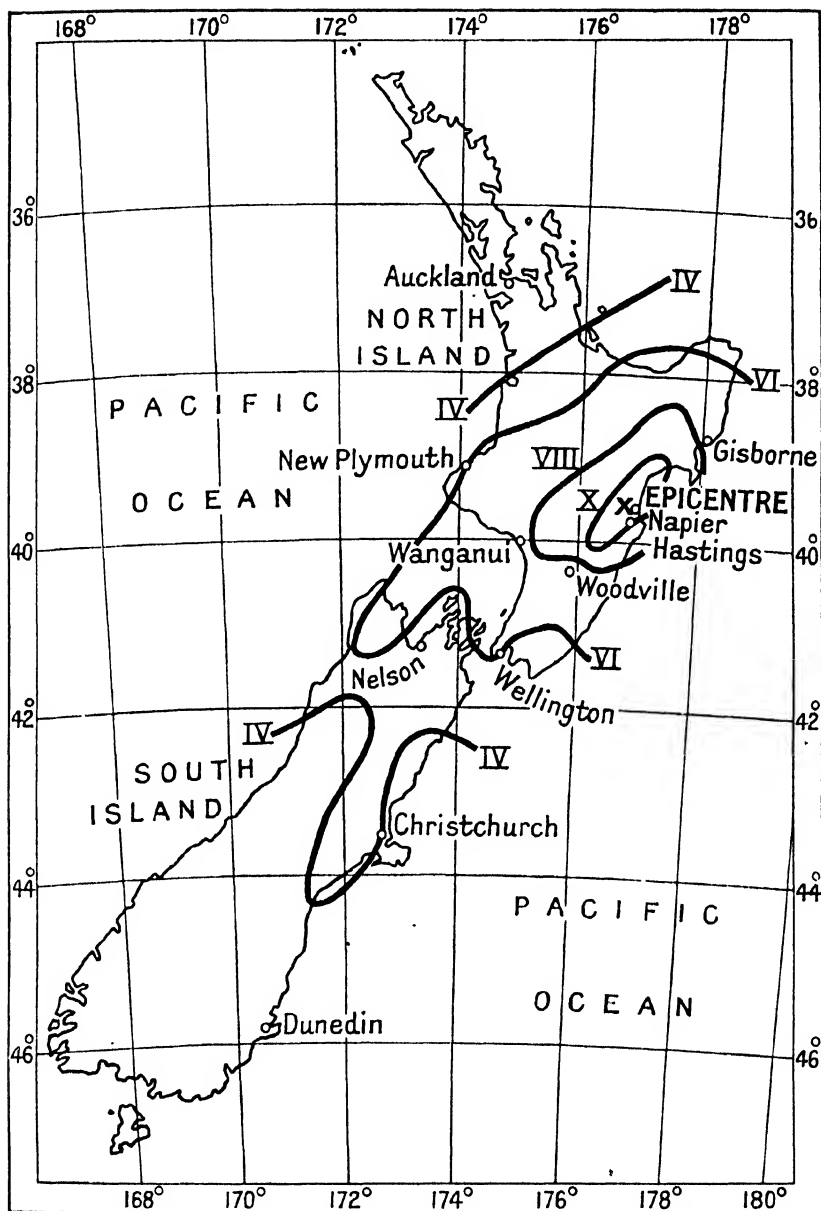 168° 170° 172° 174° 176° 178° 180°
36° 36°
Auckland
IV
NORTH
ISLAND
38° 38°
IV VI
PACIFIC
OCEAN
New Plymouth
VIII
Gisborne
X
x EPICENTRE
Napier
Hastings
40° 40°
Wanganui
Woodville
Nelson
Wellington
VI
42° 42°
IV IV
SOUTH
ISLAND
Christchurch
44° 44°
PACIFIC
OCEAN
Dunedin
46° 46°
168° 170° 172° 174° 176° 178° 180°